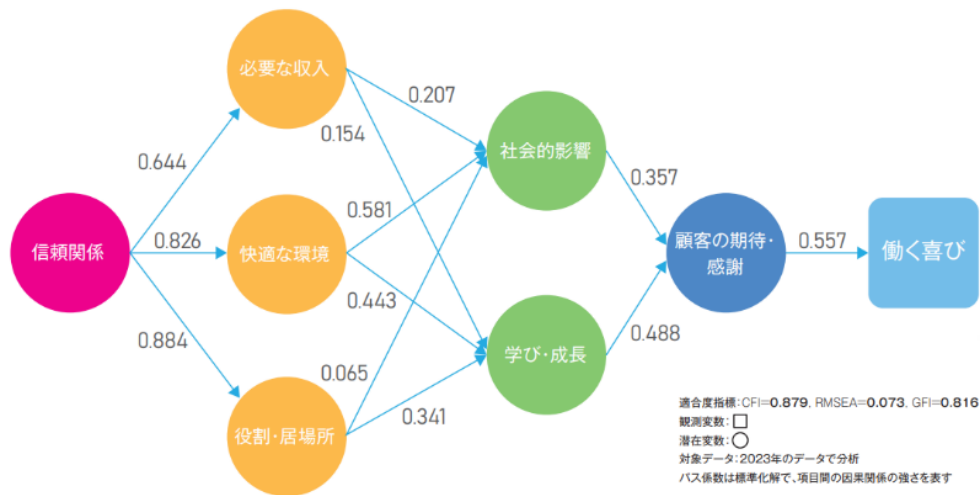 必要な収入
0.207
0.154
社会的影響
0.644
0.357
0.581
信頼関係
0.826
快適な環境
顧客の期待・
感謝
0.557
働く喜び
0.443
0.884
0.488
学び・成長
0.065
0.341
役割・居場所
適合度指標:CFI=0.879, RMSEA=0.073, GFI=0.816
観測変数:□
潜在変数:○
対象データ:2023年のデータで分析
パス係数は標準化解で、項目間の因果関係の強さを表す